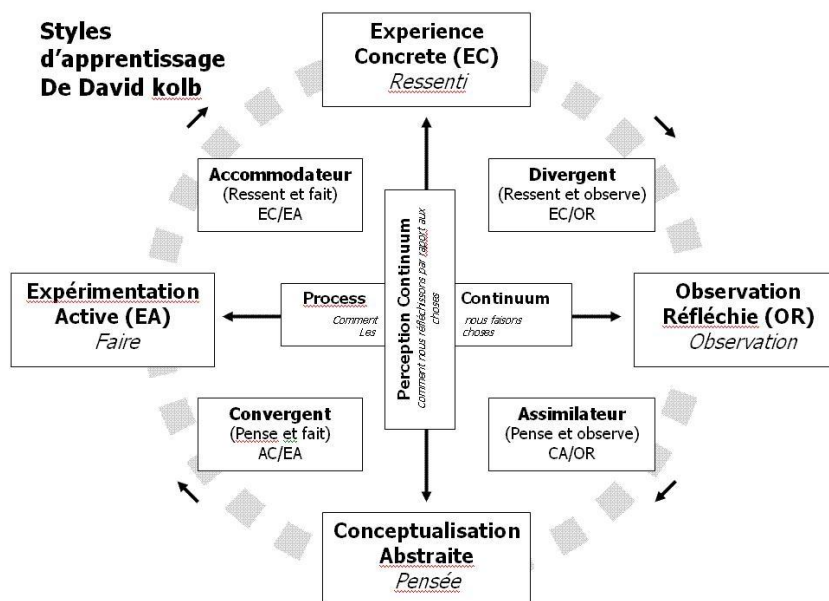 Styles
d'apprentissage
De David kolb
Experience
Concrete (EC)
Ressenti
Accommodateur
(Ressent et fait)
EC/EA
Divergent
(Ressent et observe)
EC/OR
Expérimentation
Active (EA)
Faire
Process
Comment
Les
Perception Continuum
Comment nous réfléchissons par raport aux
choses
Continuum
nous faisons
choses
Observation
Réfléchie (OR)
Observation
Convergent
(Pense et fait)
AC/EA
Assimilateur
(Pense et observe)
CA/OR
Conceptualisation
Abstraite
Pensée